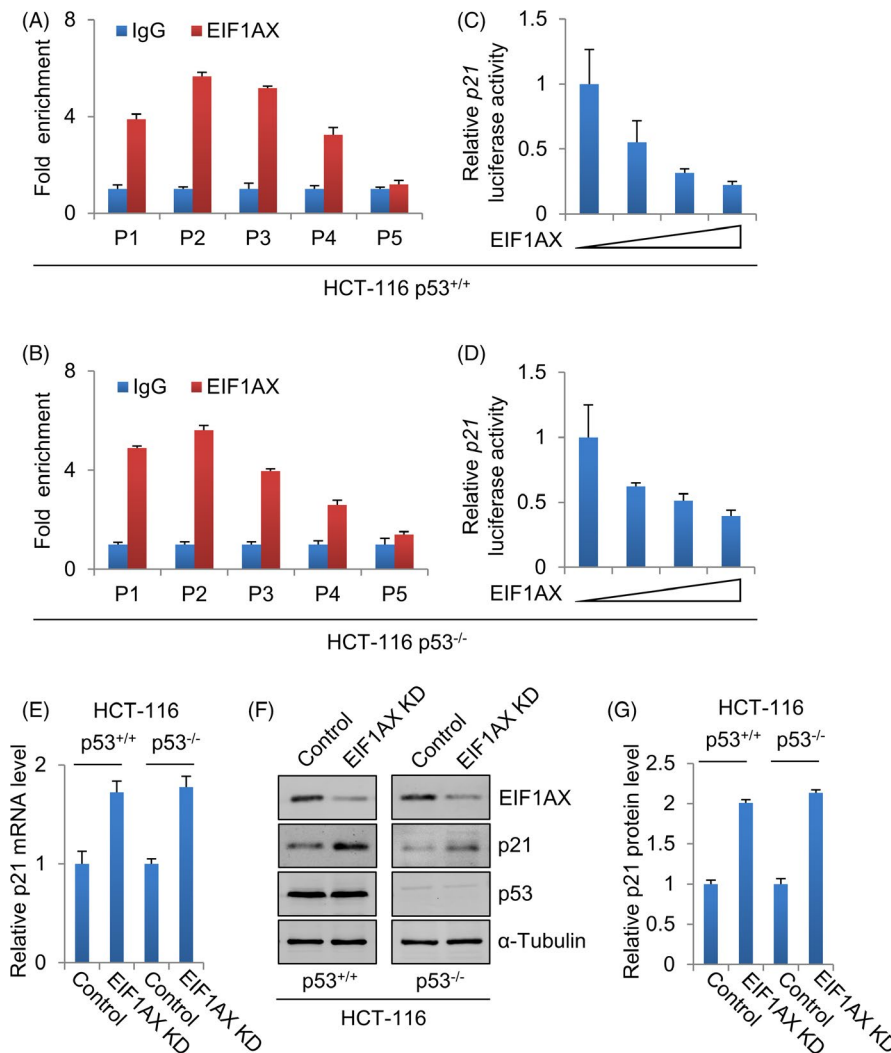 (A)
IgG EIF1AX
Fold enrichment
8
4
0
P1 P2 P3 P4 P5
(C)
Relative p21
luciferase activity
1.5
1
0.5
0
EIF1AX
HCT-116 p53+/+
(B)
IgG EIF1AX
Fold enrichment
8
4
0
P1 P2 P3 P4 P5
(D)
Relative p21
luciferase activity
1.5
1
0.5
0
EIF1AX
HCT-116 p53-/-
(E)
HCT-116
p53+/+ p53-/-
Relative p21 mRNA level
2
1
0
Control
EIF1AX KD
Control
EIF1AX KD
(F)
Control
EIF1AX KD
Control
EIF1AX KD
EIF1AX
p21
p53
α-Tubulin
p53+/+ p53-/-
HCT-116
(G)
HCT-116
p53+/+ p53-/-
Relative p21 protein level
2.5
2
1.5
1
2.5
0
Control
EIF1AX KD
Control
EIF1AX KD